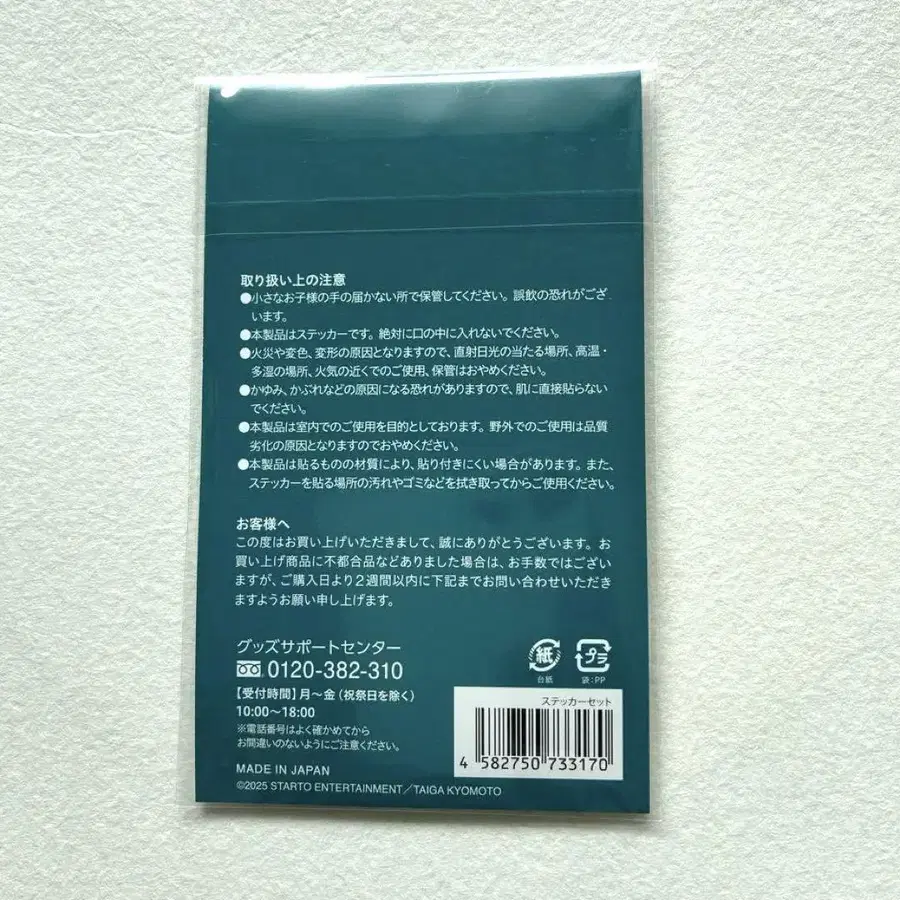 取り扱い上の注意
●小さなお子様の手の届かない所で保管してください。誤飲の恐れがござ
います。
●本製品はステッカーです。絶対に口の中に入れないでください。
●火災や変色、変形の原因となりますので、直射日光の当たる場所、高温・
多湿の場所、火気の近くでのご使用、保管はおやめください。
●かゆみ、かぶれなどの原因になる恐れがありますので、肌に直接貼らない
でください。
●本製品は室内でのご使用を目的としております。野外でのご使用は品質
劣化の原因となりますのでおやめください。
●本製品は貼るものの材質により、貼り付きにくい場合があります。また、
ステッカーを貼る場所の汚れやゴミなどを拭き取ってからご使用ください。
お客様へ
この度はお買い上げいただきまして、誠にありがとうございます。お
買い上げ商品に不都合品などありました場合は、お手数ではござい
ますが、ご購入日より2週間以内に下記までお問い合わせいただき
ますようお願い申し上げます。
グッズサポートセンター
0120-382-310
【受付時間】月〜金（祝祭日を除く）
10:00〜18:00
※電話番号はよく確かめてから
お間違いのないようにご注意ください。
MADE IN JAPAN
©2025 STARTO ENTERTAINMENT／TAIGA KYOMOTO
紙
台紙
プラ
袋:PP
ステッカーセット
4 582750 733170